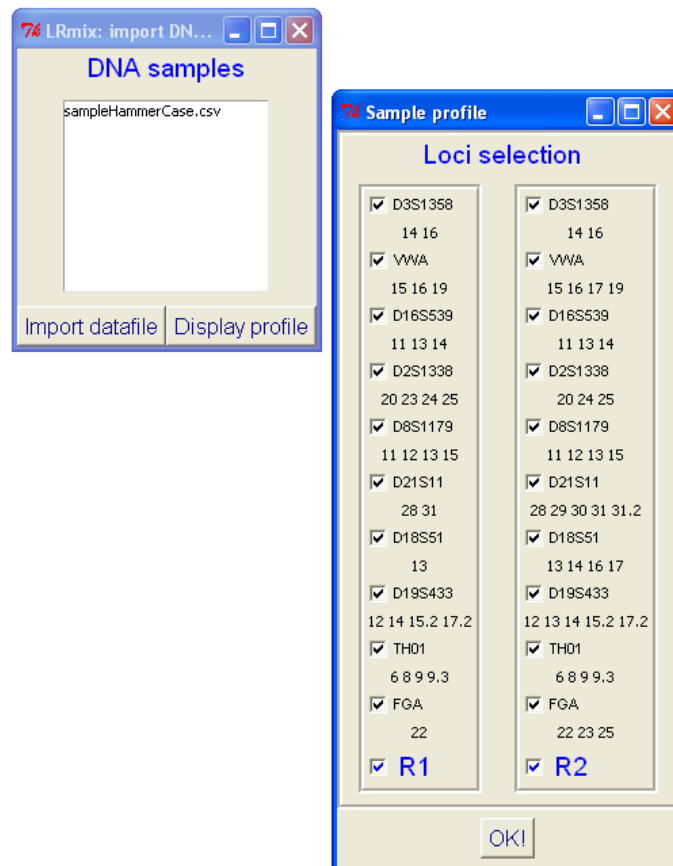 LRmix: import DN...
DNA samples
sampleHammerCase.csv
Import datafile
Display profile
Sample profile
Loci selection
D3S1358
14 16
VWA
15 16 19
D16S539
11 13 14
D2S1338
20 23 24 25
D8S1179
11 12 13 15
D21S11
28 31
D18S51
13
D19S433
12 14 15.2 17.2
TH01
6 8 9 9.3
FGA
22
R1
D3S1358
14 16
VWA
15 16 17 19
D16S539
11 13 14
D2S1338
20 24 25
D8S1179
11 12 13 15
D21S11
28 29 30 31 31.2
D18S51
13 14 16 17
D19S433
12 13 14 15.2 17.2
TH01
6 8 9 9.3
FGA
22 23 25
R2
OK!